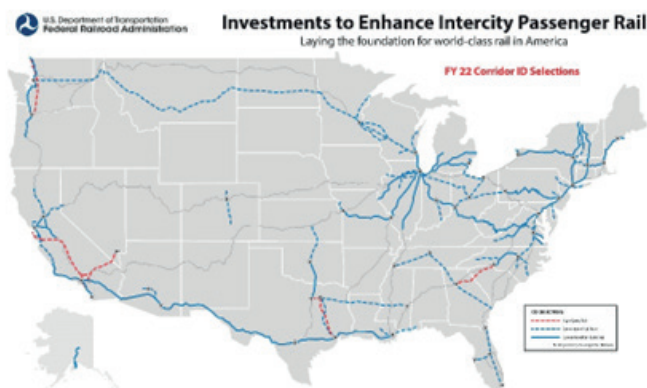 U.S. Department of Transportation
Federal Railroad Administration
Investments to Enhance Intercity Passenger Rail
Laying the foundation for world-class rail in America
FY 22 Corridor ID Selections